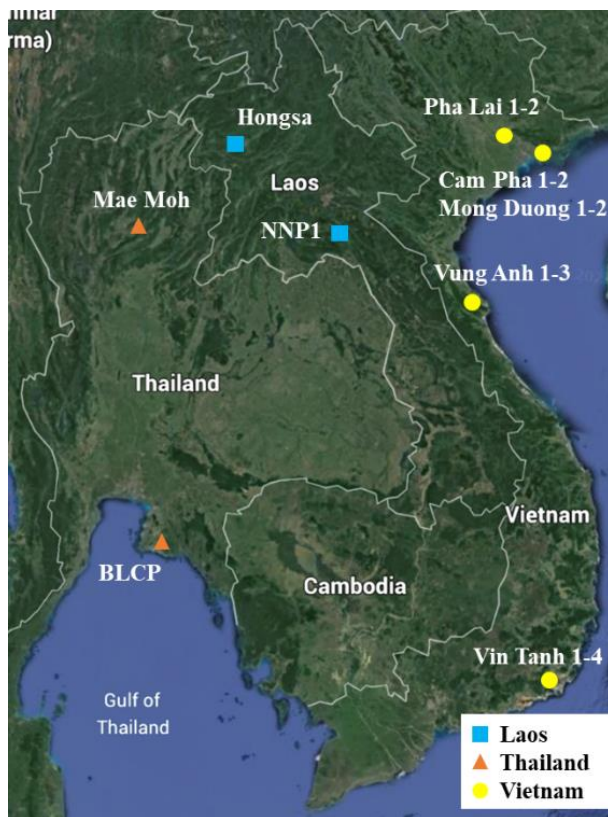 rma)
Pha Lai 1-2
Hongsa
Cam Pha 1-2
Mong Duong 1-2
Laos
Mae Moh
NNP1
Vung Anh 1-3
Thailand
Vietnam
BLCP
Cambodia
Vin Tanh 1-4
Gulf of
Thailand
Laos
Thailand
Vietnam